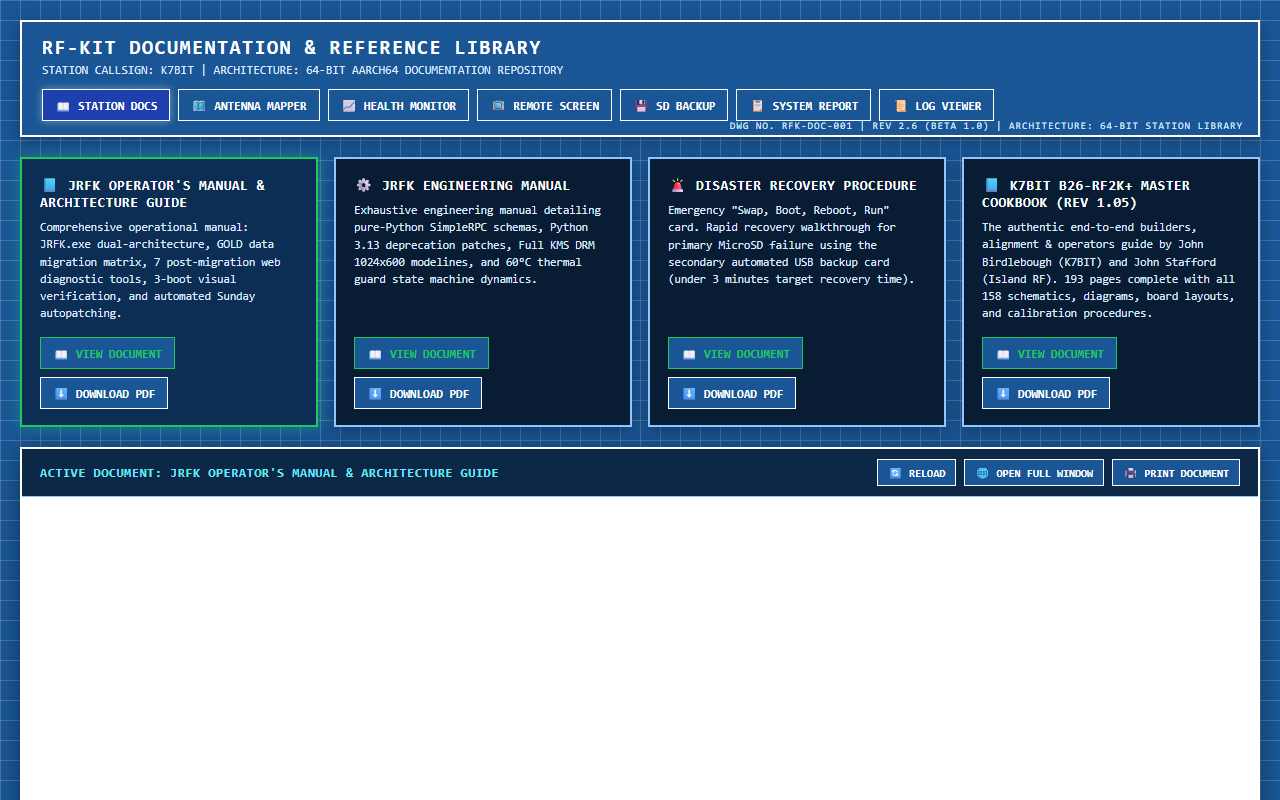 RF-KIT DOCUMENTATION & REFERENCE LIBRARY
STATION CALLSIGN: K7BIT | ARCHITECTURE: 64-BIT AARCH64 DOCUMENTATION REPOSITORY
STATION DOCS
ANTENNA MAPPER
HEALTH MONITOR
REMOTE SCREEN
SD BACKUP
SYSTEM REPORT
LOG VIEWER
DWG NO. RFK-DOC-001 | REV 2.6 (BETA 1.0) | ARCHITECTURE: 64-BIT STATION LIBRARY
JRFK OPERATOR'S MANUAL &
ARCHITECTURE GUIDE
Comprehensive operational manual:
JRFK.exe dual-architecture, GOLD data
migration matrix, 7 post-migration web
diagnostic tools, 3-boot visual
verification, and automated Sunday
autopatching.
VIEW DOCUMENT
DOWNLOAD PDF
JRFK ENGINEERING MANUAL
Exhaustive engineering manual detailing
pure-Python SimpleRPC schemas, Python
3.13 deprecation patches, Full KMS DRM
1024x600 modelines, and 60°C thermal
guard state machine dynamics.
VIEW DOCUMENT
DOWNLOAD PDF
DISASTER RECOVERY PROCEDURE
Emergency "Swap, Boot, Reboot, Run"
card. Rapid recovery walkthrough for
primary MicroSD failure using the
secondary automated USB backup card
(under 3 minutes target recovery time).
VIEW DOCUMENT
DOWNLOAD PDF
K7BIT B26-RF2K+ MASTER
COOKBOOK (REV 1.05)
The authentic end-to-end builders,
alignment & operators guide by John
Birdlebough (K7BIT) and John Stafford
(Island RF). 193 pages complete with all
158 schematics, diagrams, board layouts,
and calibration procedures.
VIEW DOCUMENT
DOWNLOAD PDF
ACTIVE DOCUMENT: JRFK OPERATOR'S MANUAL & ARCHITECTURE GUIDE
RELOAD
OPEN FULL WINDOW
PRINT DOCUMENT